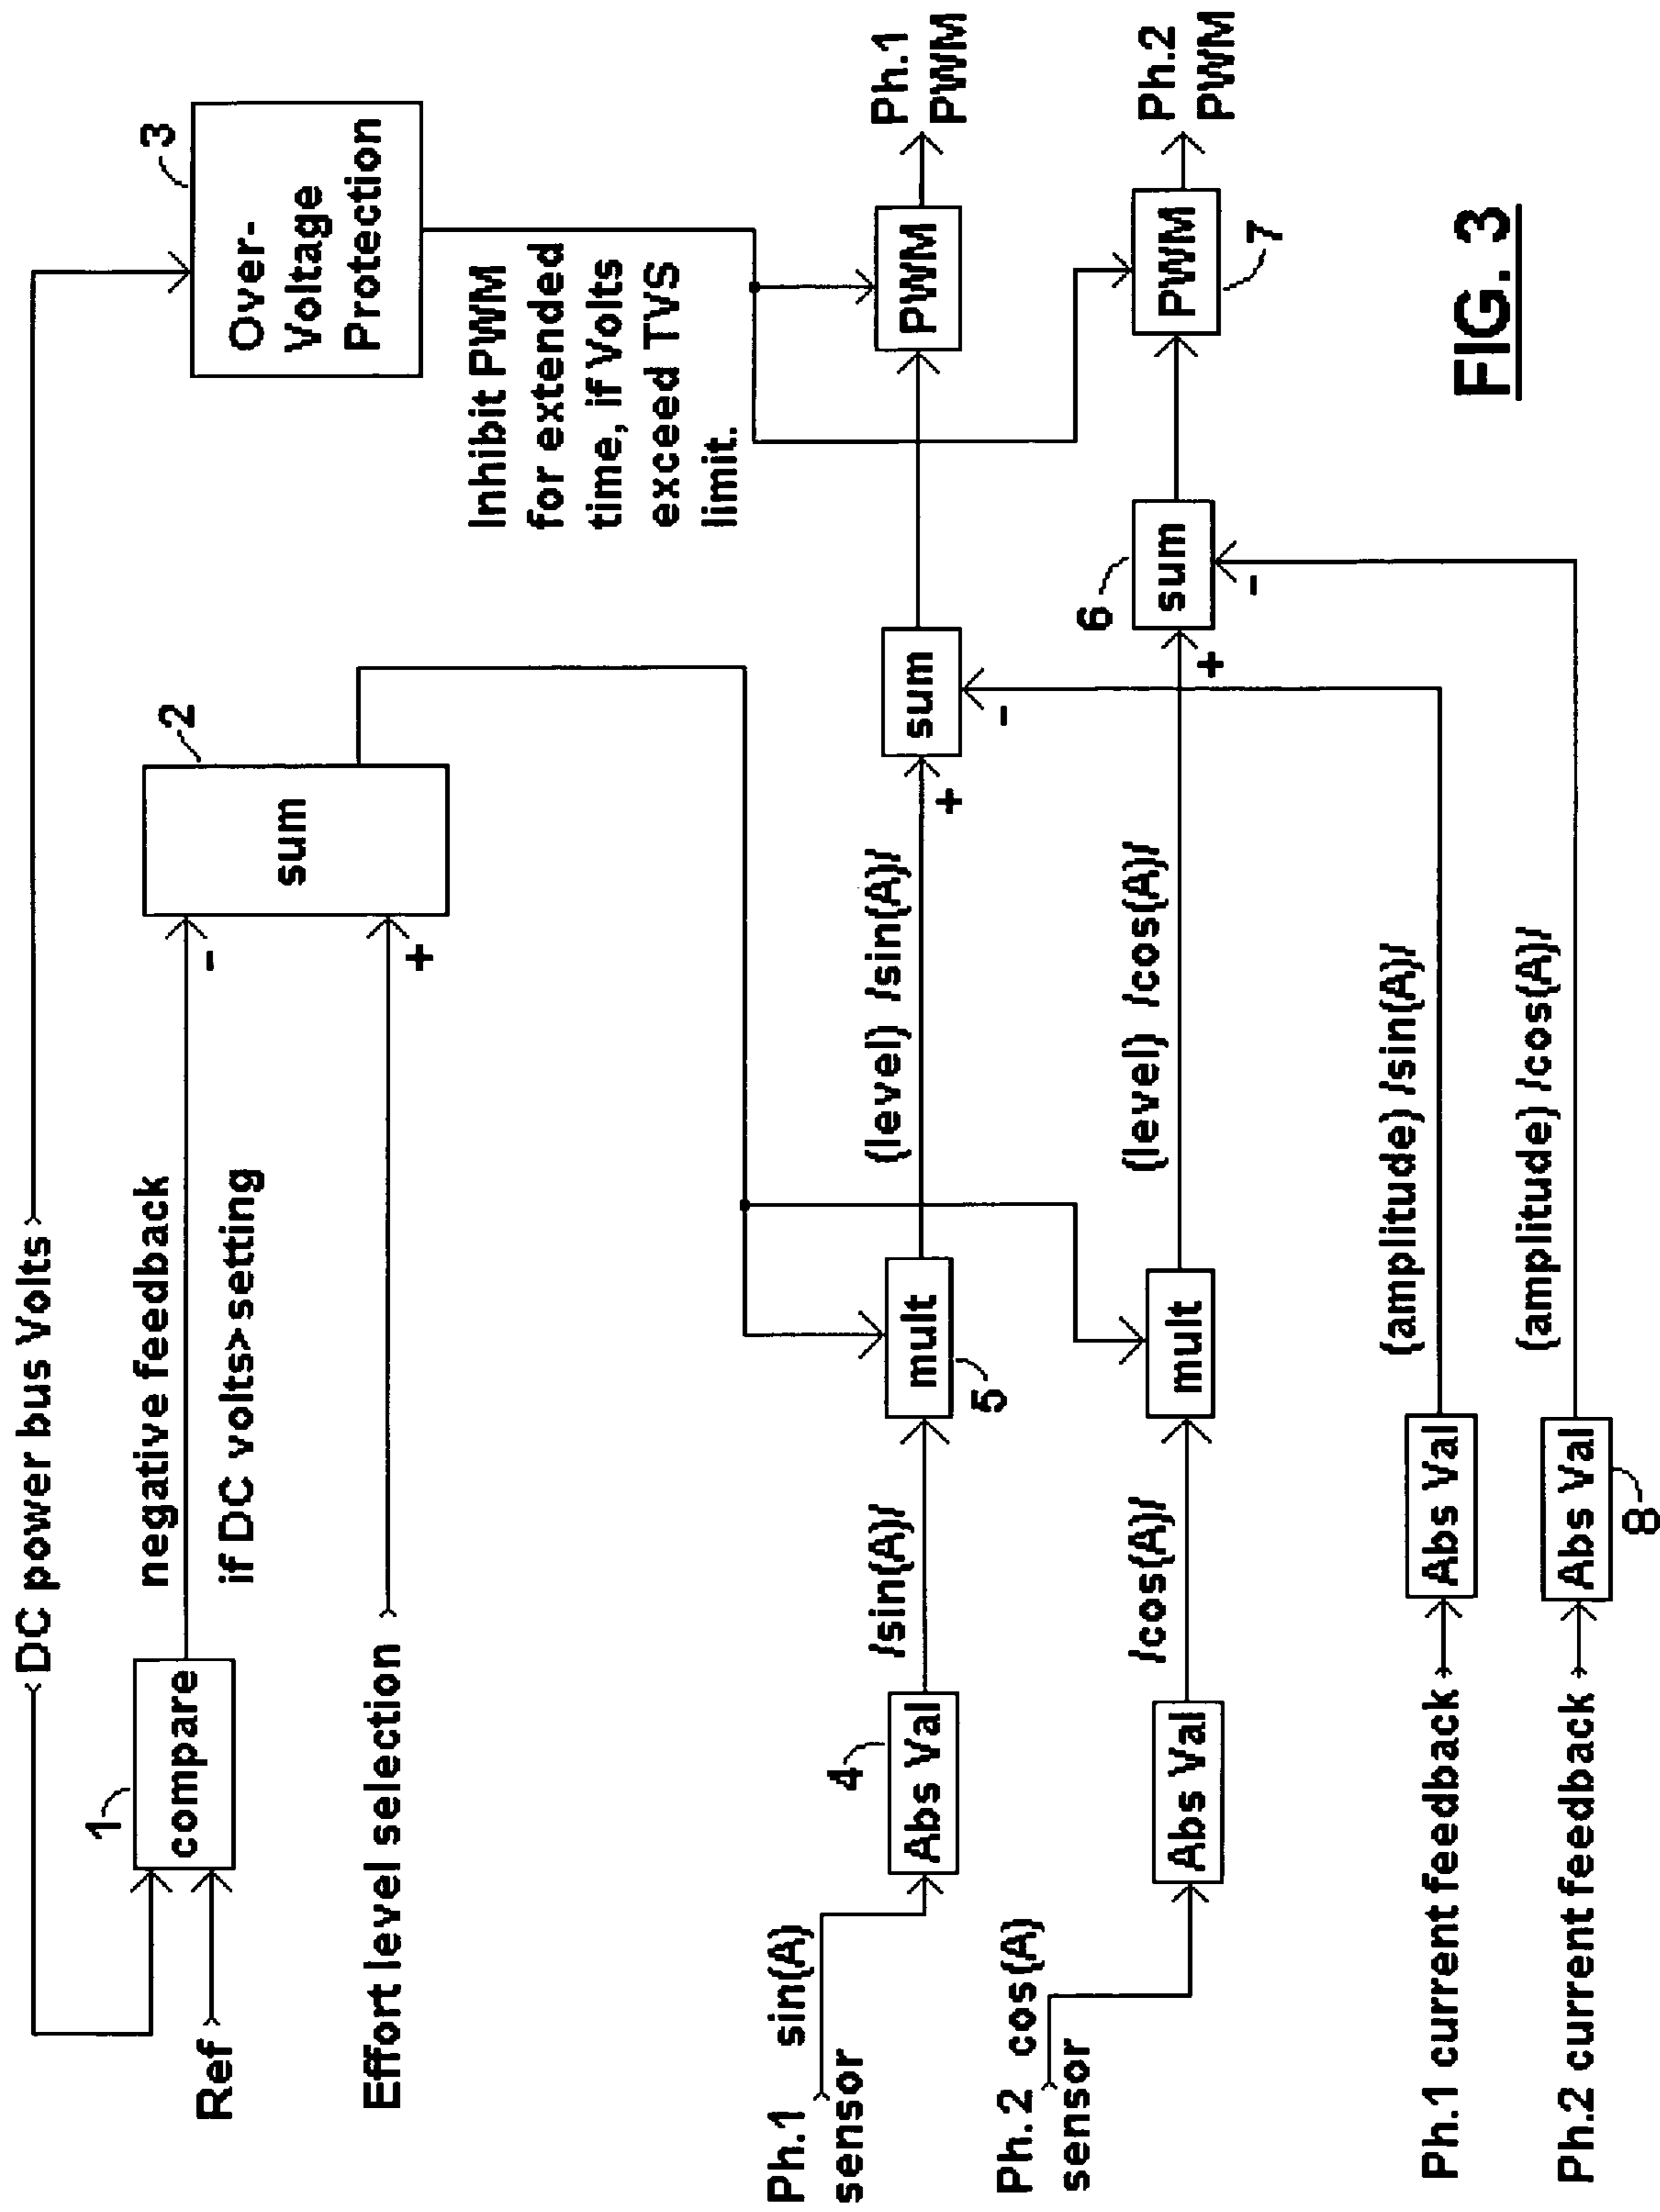 DC power bus Volts
negative feedback
if DC volts>setting
1
compare
Ref
Effort level selection
2
sum
-
+
3
Over-
Voltage
Protection
Inhibit PWM
for extended
time, if Volts
exceed TVS
limit.
Ph.1 sin(A)
sensor
4
Abs Val
/sin(A)/
mult
5
(level) /sin(A)/
+
sum
-
PWM
Ph.1
PWM
Ph.2 cos(A)
sensor
Abs Val
/cos(A)/
mult
(level) /cos(A)/
+
6
sum
-
PWM
7
Ph.2
PWM
Ph.1 current feedback
Abs Val
(amplitude) /sin(A)/
Ph.2 current feedback
Abs Val
8
(amplitude) /cos(A)/
FIG. 3